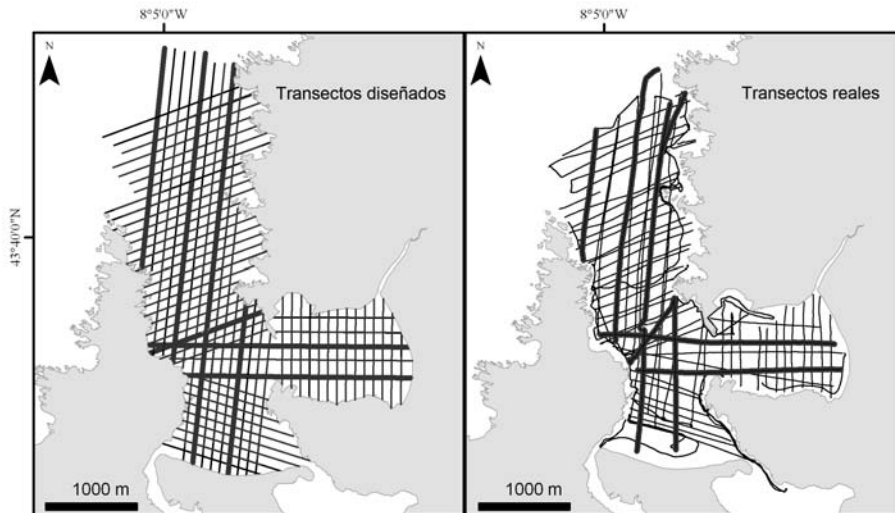 8°5'0"W
8°5'0"W
N
Transectos diseñados
N
Transectos reales
43°40'0"N
1000 m
1000 m